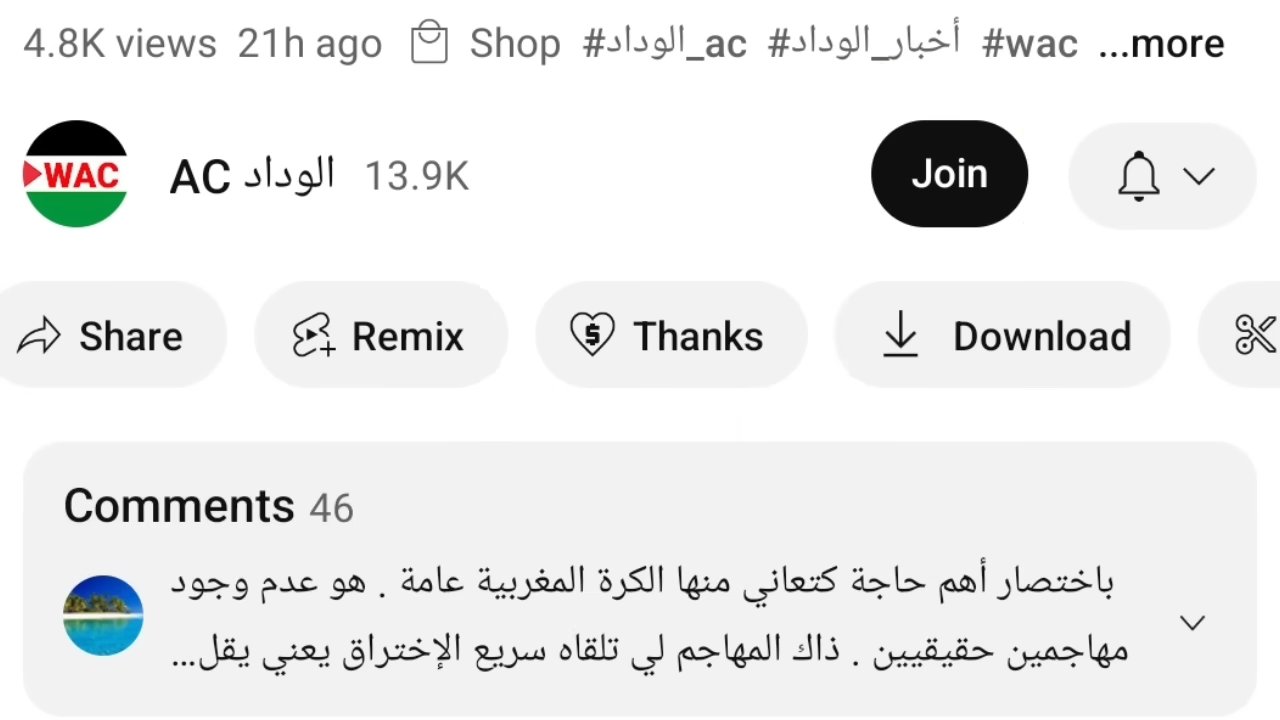 4.8K views 21h ago Shop #الوداد_ac #أخبار_الوداد #wac ...more
WAC
الوداد AC 13.9K
Join
Share
Remix
Thanks
Download
Comments 46
باختصار أهم حاجة كتعاني منها الكرة المغربية عامة . هو عدم وجود
مهاجمين حقيقيين . ذاك المهاجم لي تلقاه سريع الإختراق يعني يقل...